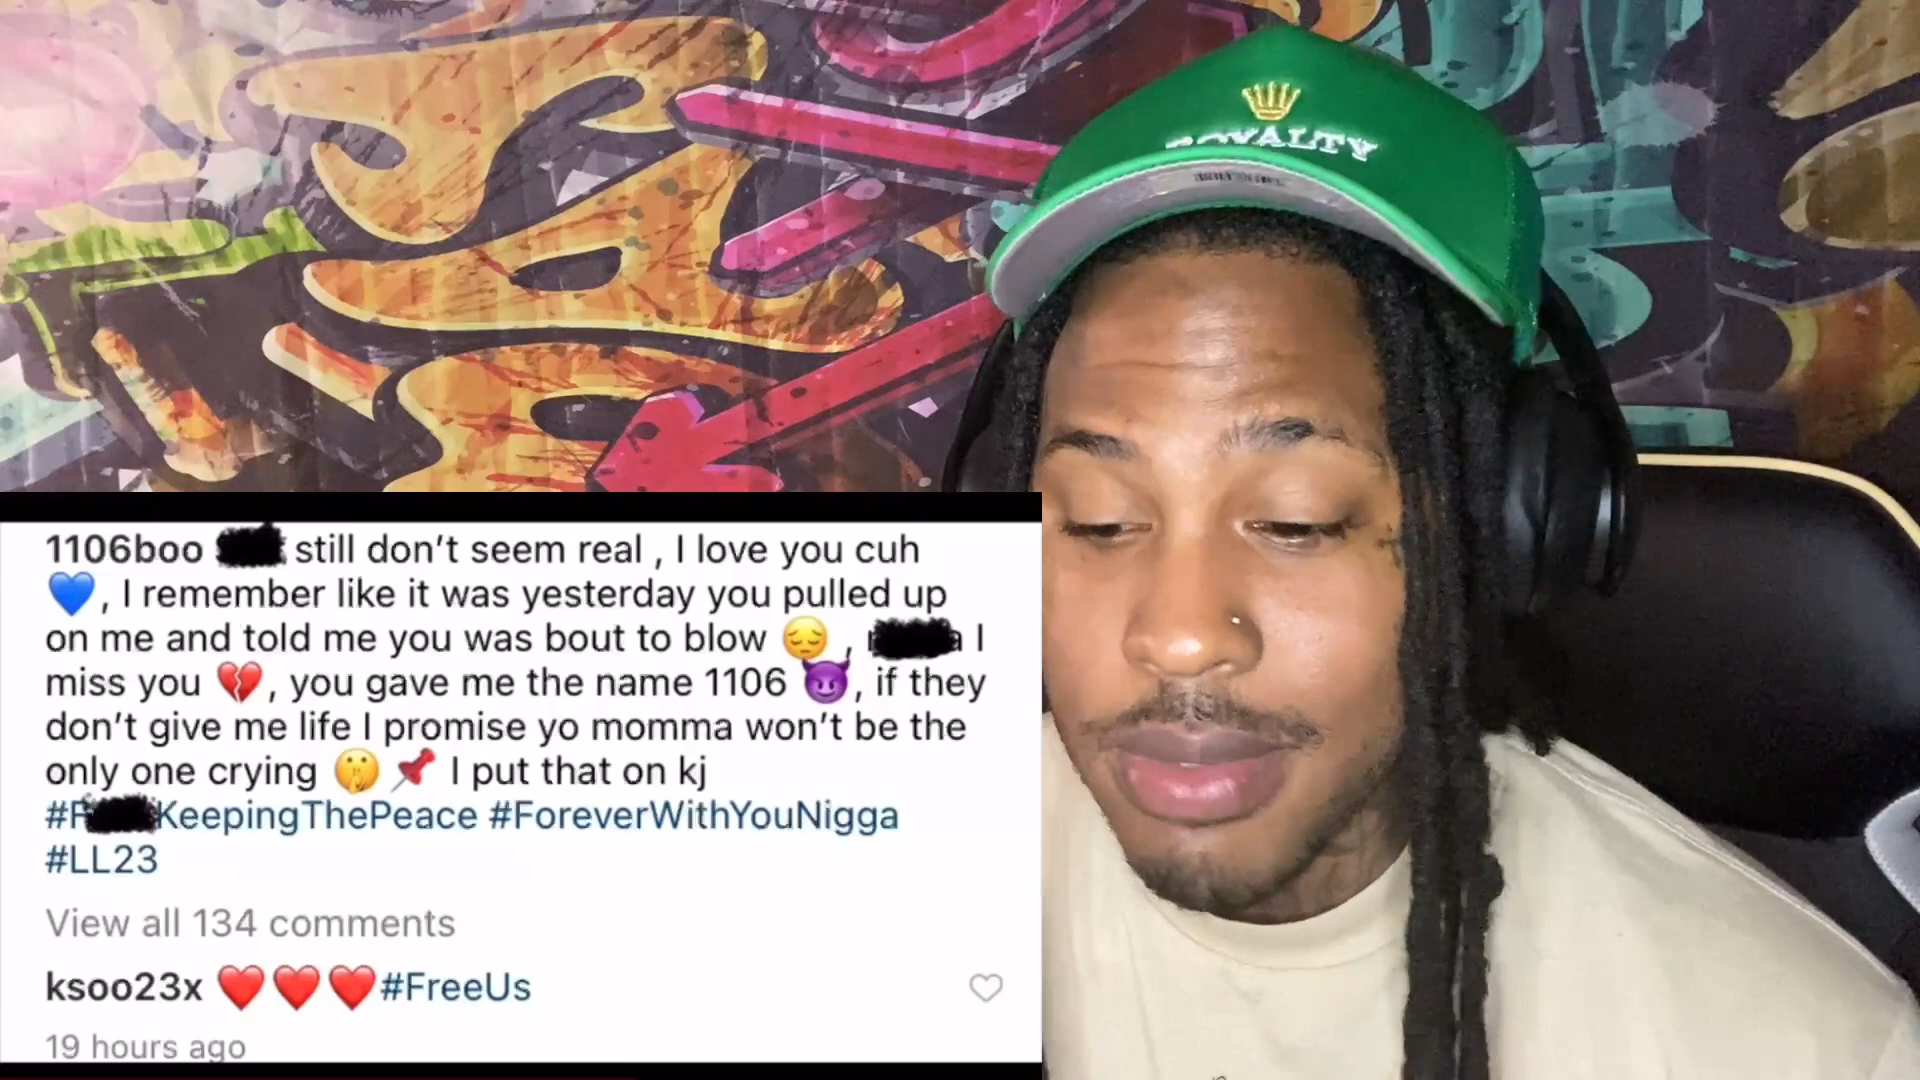 ROYALTY
1106boo still don't seem real , I love you cuh
💙, I remember like it was yesterday you pulled up
on me and told me you was bout to blow 😔 , I
miss you 💔, you gave me the name 1106 😈, if they
don't give me life I promise yo momma won't be the
only one crying 🤫 📌 I put that on kj
#F KeepingThePeace #ForeverWithYouNigga
#LL23
View all 134 comments
ksoo23x ❤️❤️❤️#FreeUs
19 hours ago